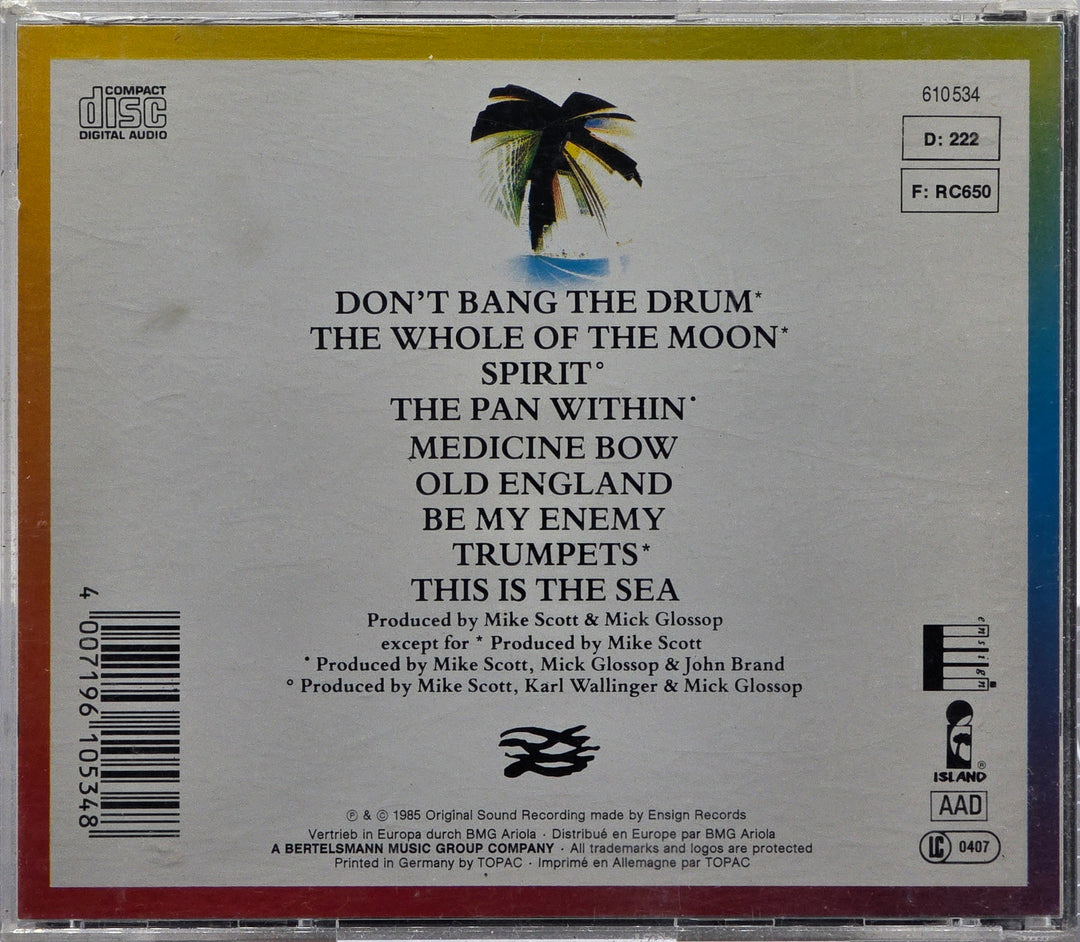 COMPACT
disc
DIGITAL AUDIO
610 534
D: 222
F: RC650
DON'T BANG THE DRUM*
THE WHOLE OF THE MOON*
SPIRIT°
THE PAN WITHIN•
MEDICINE BOW
OLD ENGLAND
BE MY ENEMY
TRUMPETS*
THIS IS THE SEA
Produced by Mike Scott & Mick Glossop
except for * Produced by Mike Scott
• Produced by Mike Scott, Mick Glossop & John Brand
° Produced by Mike Scott, Karl Wallinger & Mick Glossop
4 007196 105348
ensign
ISLAND®
AAD
LC 0407
℗ & © 1985 Original Sound Recording made by Ensign Records
Vertrieb in Europa durch BMG Ariola · Distribué en Europe par BMG Ariola
A BERTELSMANN MUSIC GROUP COMPANY · All trademarks and logos are protected
Printed in Germany by TOPAC · Imprimé en Allemagne par TOPAC